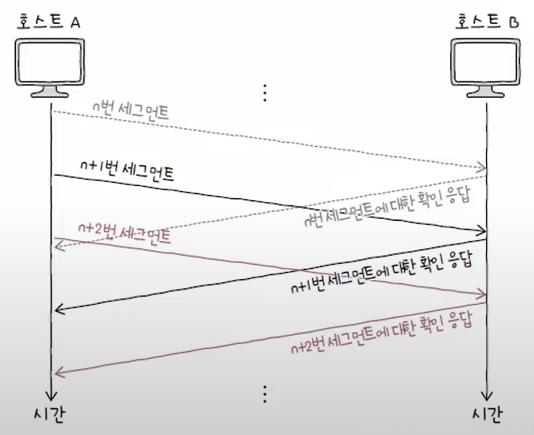 호스트 A
호스트 B
n번 세그먼트
n+1번 세그먼트
n번 세그먼트에 대한 확인 응답
n+2번 세그먼트
n+1번 세그먼트에 대한 확인 응답
n+2번 세그먼트에 대한 확인 응답
시간
시간